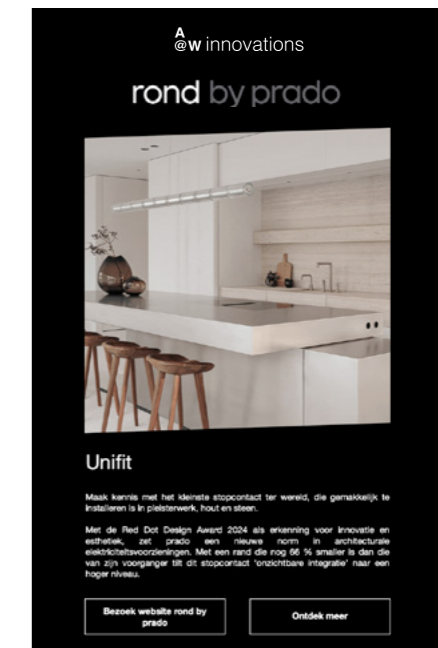 A
@w innovations
rond by prado
Unifit
Maak kennis met het kleinste stopcontact ter wereld, die gemakkelijk te
installeren is in pleisterwerk, hout en steen.
Met de Red Dot Design Award 2024 als erkenning voor innovatie en
esthetiek, zet prado een nieuwe norm in architecturale
elektriciteitsvoorzieningen. Met een rand die nog 66 % smaller is dan die
van zijn voorganger tilt dit stopcontact 'onzichtbare integratie' naar een
hoger niveau.
Bezoek website rond by
prado
Ontdek meer